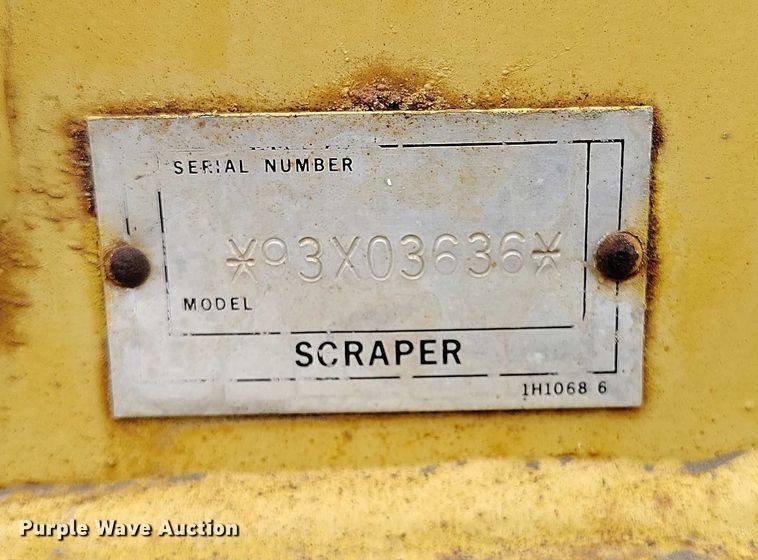 SERIAL NUMBER
*93X03636*
MODEL
SCRAPER
1H1068 6
Purple Wave Auction